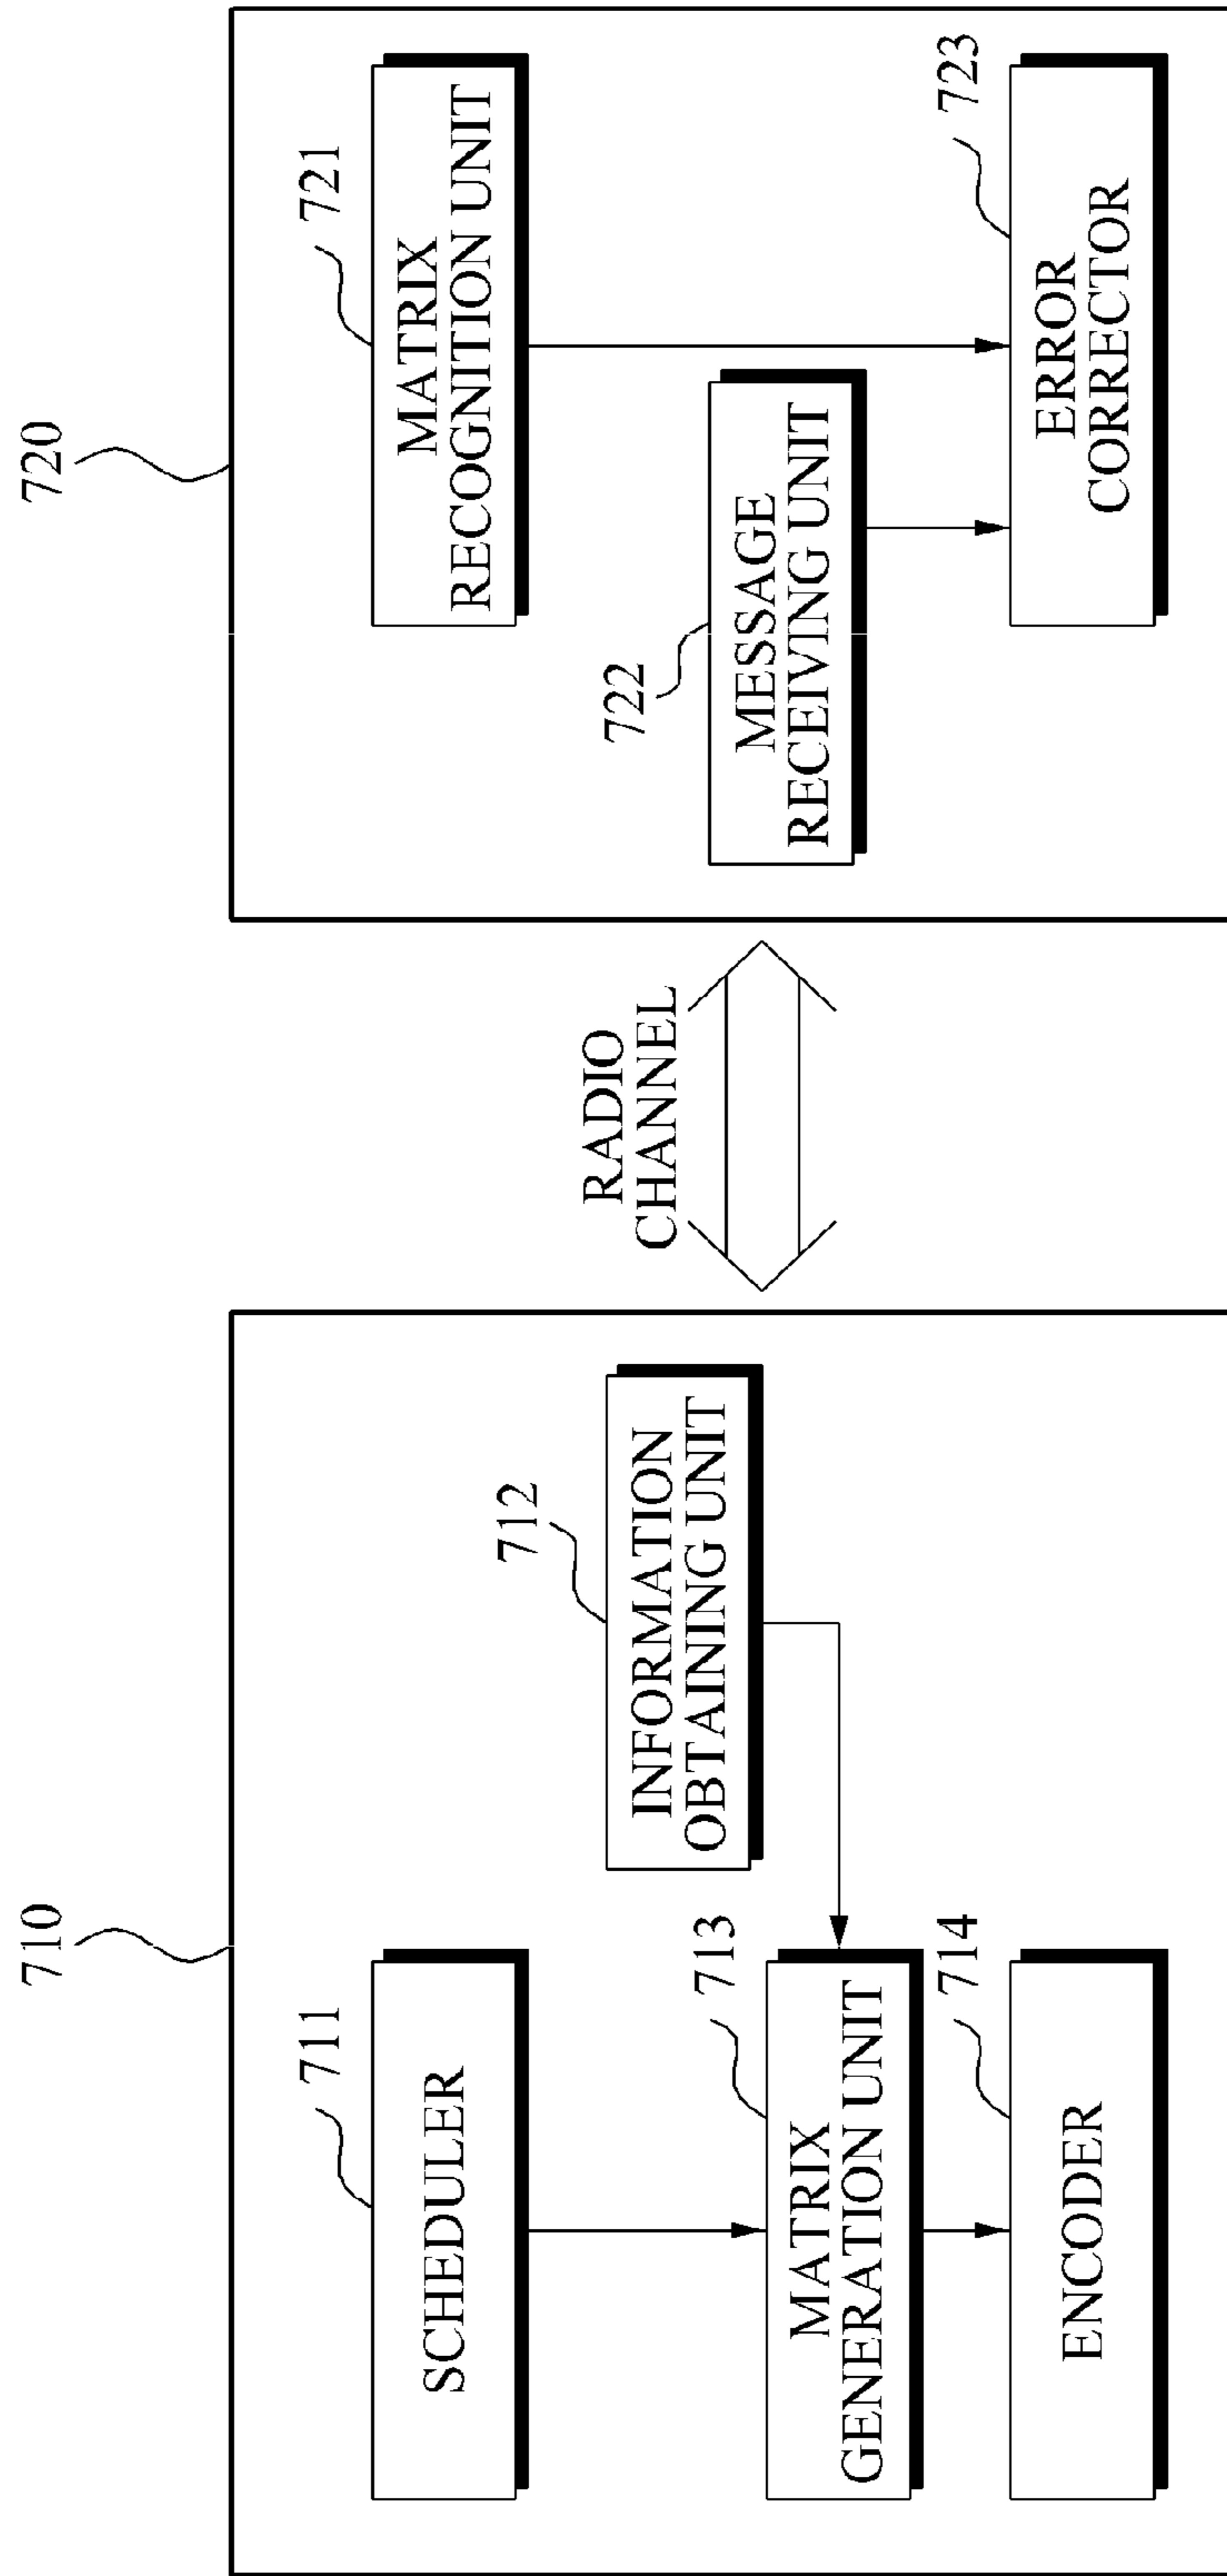 710
711
SCHEDULER
712
INFORMATION
OBTAINING UNIT
713
MATRIX
GENERATION UNIT
714
ENCODER
RADIO
CHANNEL
720
721
MATRIX
RECOGNITION UNIT
722
MESSAGE
RECEIVING UNIT
723
ERROR
CORRECTOR